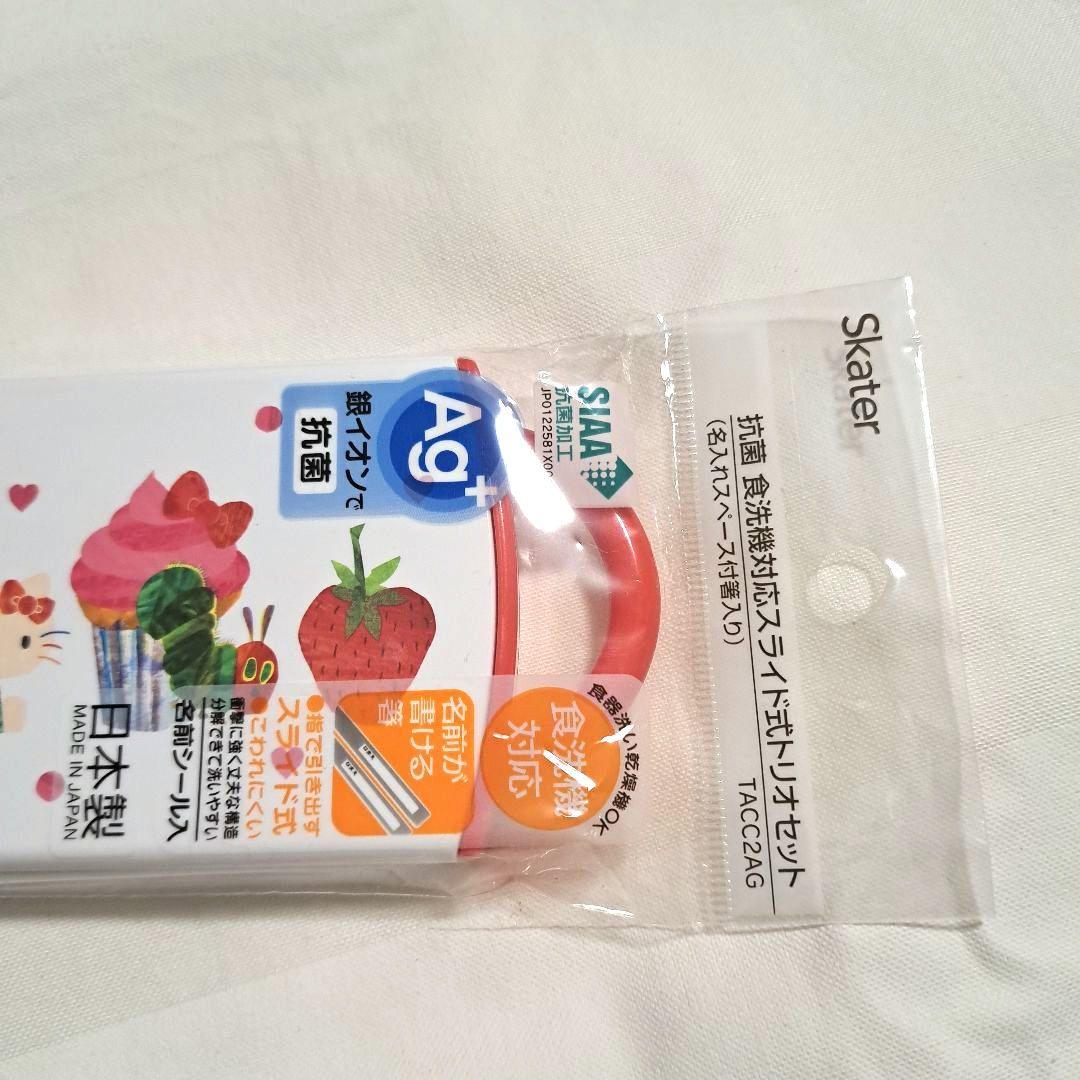 Skater
抗菌 食洗機対応スライド式トリオセット
(名入れスペース付箸入り)
TACC2AG
SIAA
抗菌加工
Ag+
銀イオンで
抗菌
食器洗い乾燥機OK
食洗機
対応
名前が
書ける
箸
●指で引き出す
スライド式
●こわれにくい
衝撃に強く丈夫な構造
分解できて洗いやすい
名前シール入
日本製
MADE IN JAPAN